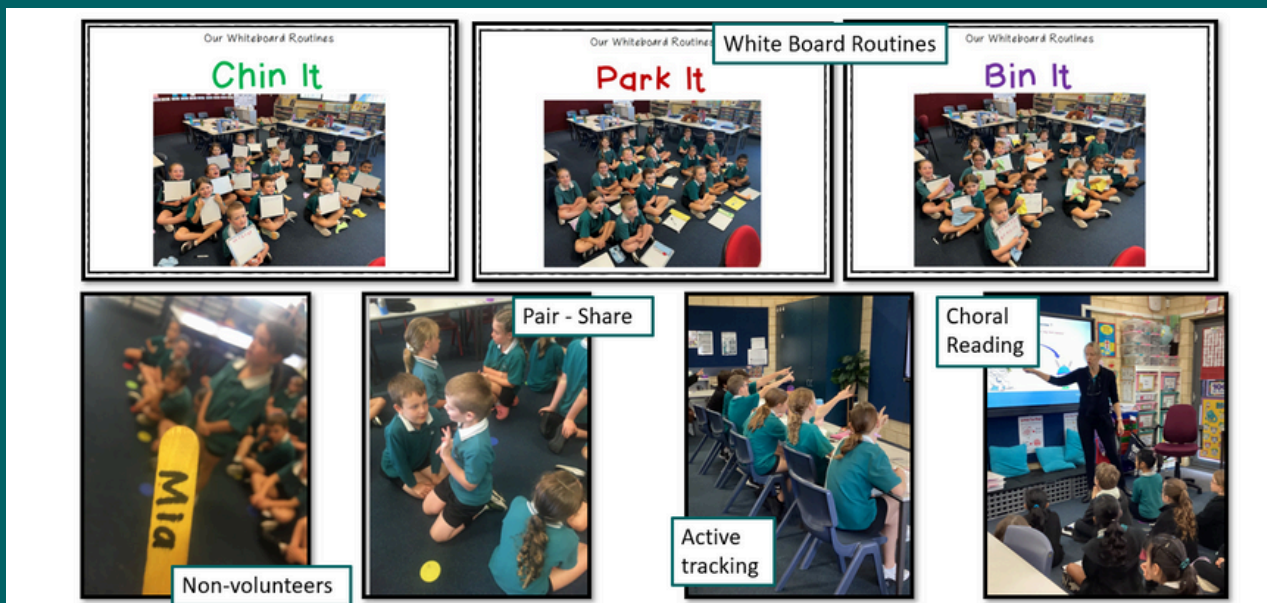 Our Whiteboard Routines
Chin It
Our Whiteboard Routines
Park It
White Board Routines
Our Whiteboard Routines
Bin It
Mia
Non-volunteers
Pair - Share
Active
tracking
Choral
Reading